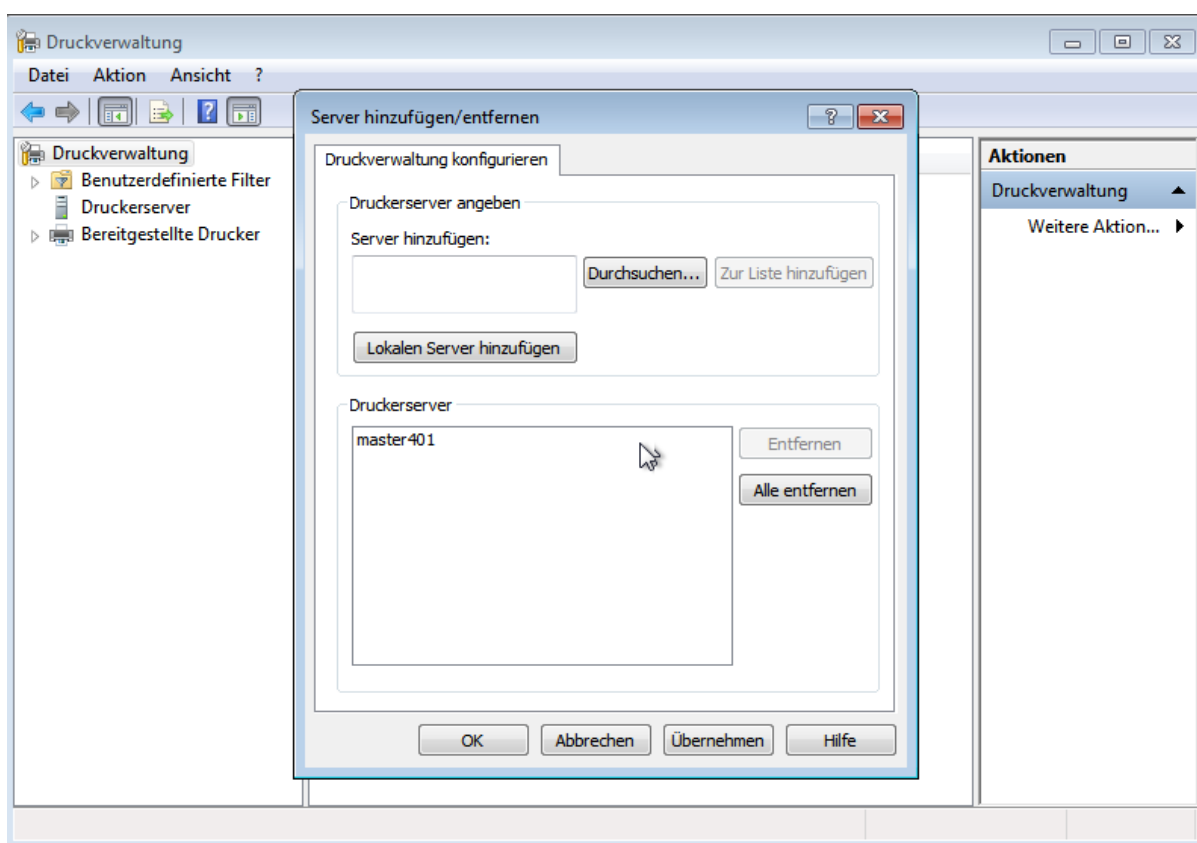 Druckverwaltung
Datei Aktion Ansicht ?
Druckverwaltung
Benutzerdefinierte Filter
Druckerserver
Bereitgestellte Drucker
Server hinzufügen/entfernen
Druckverwaltung konfigurieren
Druckerserver angeben
Server hinzufügen:
Durchsuchen... Zur Liste hinzufügen
Lokalen Server hinzufügen
Druckerserver
master401
Entfernen
Alle entfernen
OK Abbrechen Übernehmen Hilfe
Aktionen
Druckverwaltung
Weitere Aktion...